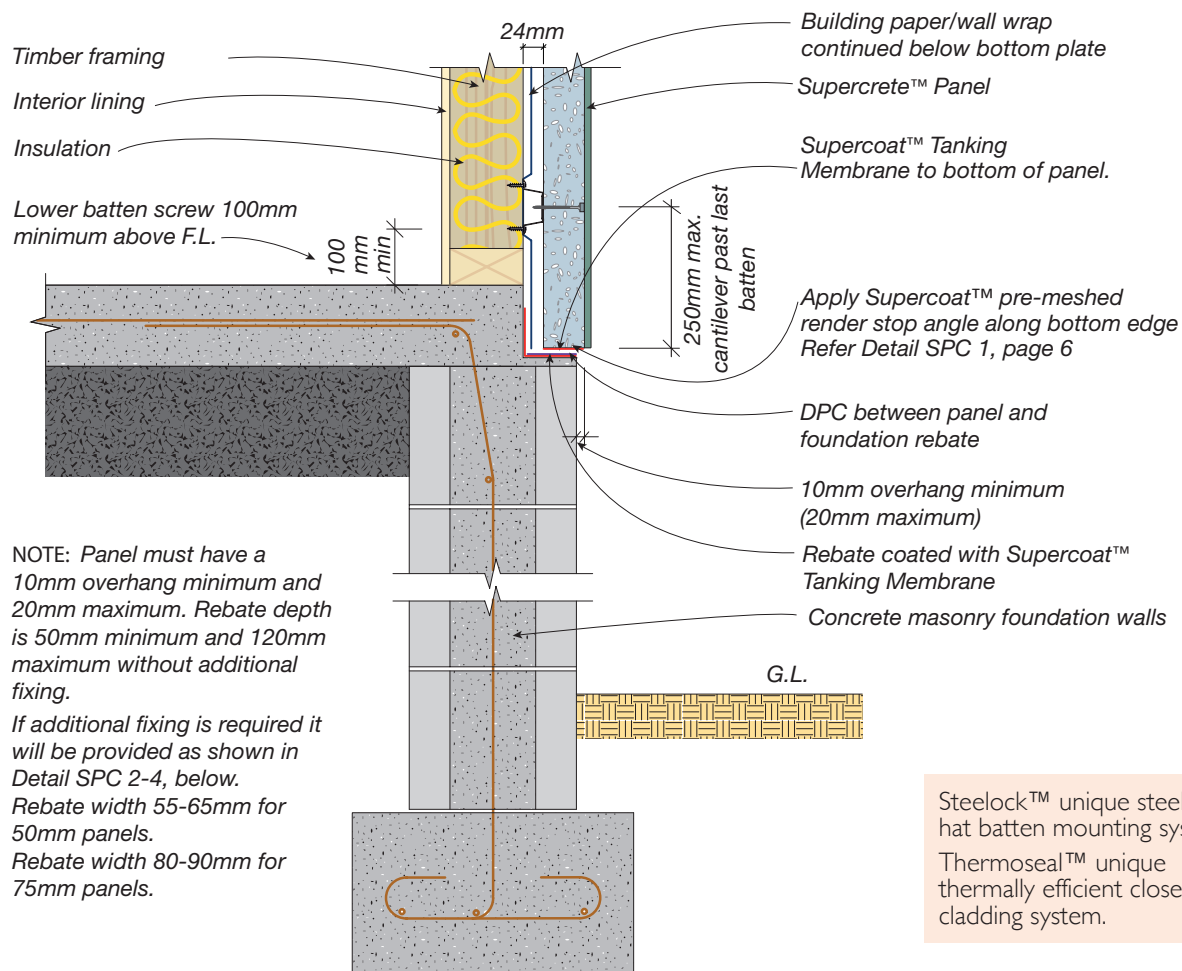 Timber framing
Interior lining
Insulation
Lower batten screw 100mm
minimum above F.L.
24mm
100
mm
min
250mm max.
cantilever past last
batten
Building paper/wall wrap
continued below bottom plate
Supercrete™ Panel
Supercoat™ Tanking
Membrane to bottom of panel.
Apply Supercoat™ pre-meshed
render stop angle along bottom edge
Refer Detail SPC 1, page 6
DPC between panel and
foundation rebate
10mm overhang minimum
(20mm maximum)
Rebate coated with Supercoat™
Tanking Membrane
Concrete masonry foundation walls
G.L.
NOTE: Panel must have a
10mm overhang minimum and
20mm maximum. Rebate depth
is 50mm minimum and 120mm
maximum without additional
fixing.
If additional fixing is required it
will be provided as shown in
Detail SPC 2-4, below.
Rebate width 55-65mm for
50mm panels.
Rebate width 80-90mm for
75mm panels.
Steelock™ unique steel
hat batten mounting sys
Thermoseal™ unique
thermally efficient close
cladding system.